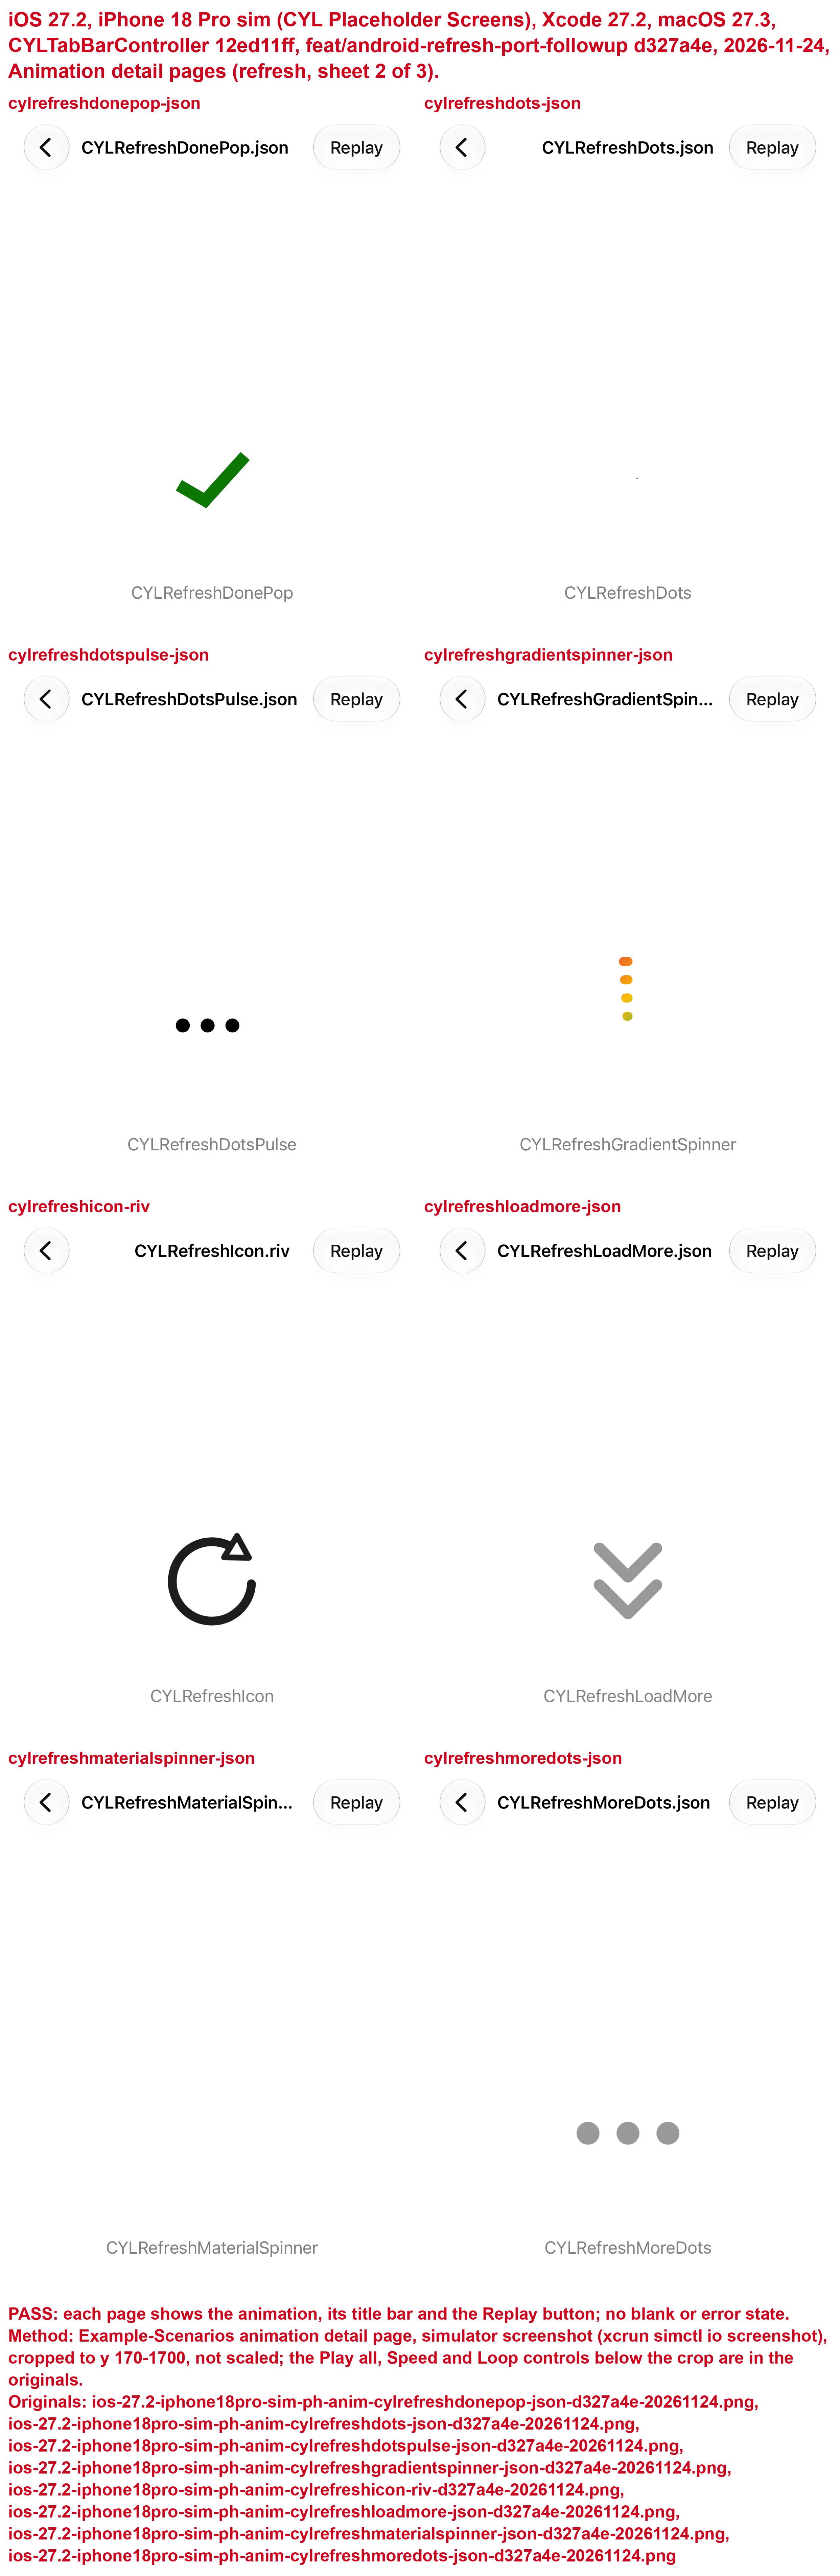 iOS 27.2, iPhone 18 Pro sim (CYL Placeholder Screens), Xcode 27.2, macOS 27.3,
CYLTabBarController 12ed11ff, feat/android-refresh-port-followup d327a4e, 2026-11-24,
Animation detail pages (refresh, sheet 2 of 3).
cylrefreshdonepop-json
cylrefreshdots-json
CYLRefreshDonePop.json
Replay
CYLRefreshDots.json
Replay
CYLRefreshDonePop
CYLRefreshDots
cylrefreshdotspulse-json
cylrefreshgradientspinner-json
CYLRefreshDotsPulse.json
Replay
CYLRefreshGradientSpin...
Replay
CYLRefreshDotsPulse
CYLRefreshGradientSpinner
cylrefreshicon-riv
cylrefreshloadmore-json
CYLRefreshIcon.riv
Replay
CYLRefreshLoadMore.json
Replay
CYLRefreshIcon
CYLRefreshLoadMore
cylrefreshmaterialspinner-json
cylrefreshmoredots-json
CYLRefreshMaterialSpin...
Replay
CYLRefreshMoreDots.json
Replay
CYLRefreshMaterialSpinner
CYLRefreshMoreDots
PASS: each page shows the animation, its title bar and the Replay button; no blank or error state.
Method: Example-Scenarios animation detail page, simulator screenshot (xcrun simctl io screenshot),
cropped to y 170-1700, not scaled; the Play all, Speed and Loop controls below the crop are in the
originals.
Originals: ios-27.2-iphone18pro-sim-ph-anim-cylrefreshdonepop-json-d327a4e-20261124.png,
ios-27.2-iphone18pro-sim-ph-anim-cylrefreshdots-json-d327a4e-20261124.png,
ios-27.2-iphone18pro-sim-ph-anim-cylrefreshdotspulse-json-d327a4e-20261124.png,
ios-27.2-iphone18pro-sim-ph-anim-cylrefreshgradientspinner-json-d327a4e-20261124.png,
ios-27.2-iphone18pro-sim-ph-anim-cylrefreshicon-riv-d327a4e-20261124.png,
ios-27.2-iphone18pro-sim-ph-anim-cylrefreshloadmore-json-d327a4e-20261124.png,
ios-27.2-iphone18pro-sim-ph-anim-cylrefreshmaterialspinner-json-d327a4e-20261124.png,
ios-27.2-iphone18pro-sim-ph-anim-cylrefreshmoredots-json-d327a4e-20261124.png